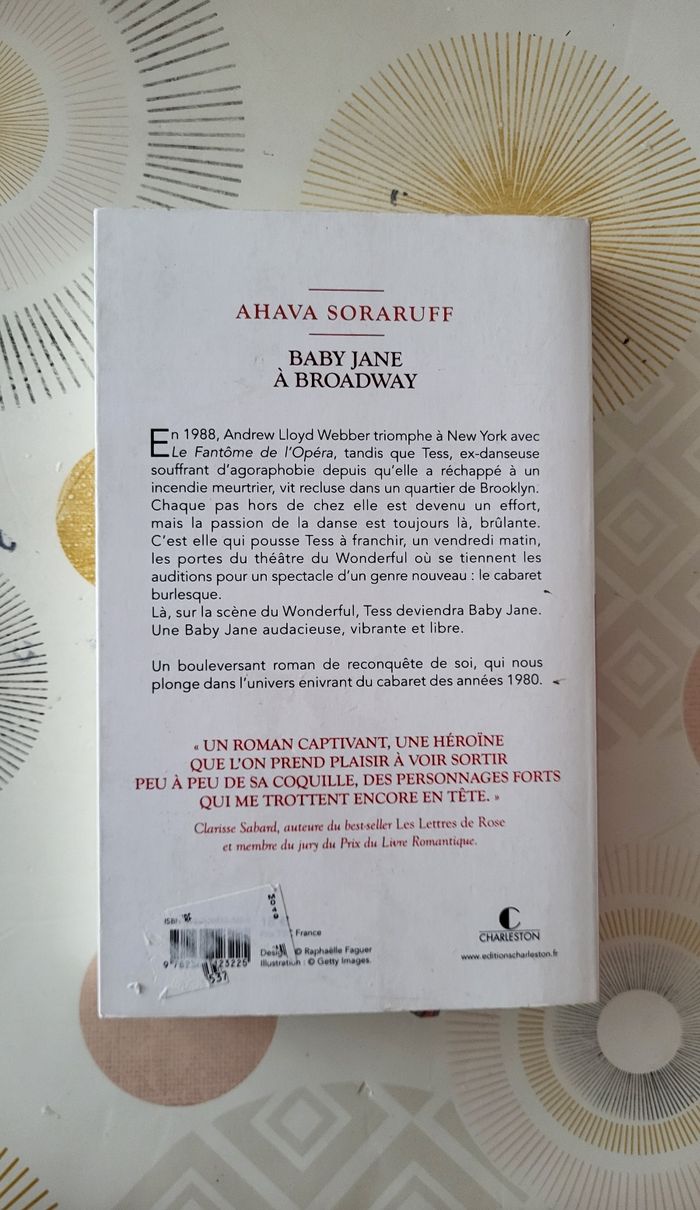 AHAVA SORARUFF
BABY JANE
À BROADWAY
En 1988, Andrew Lloyd Webber triomphe à New York avec
Le Fantôme de l'Opéra, tandis que Tess, ex-danseuse
souffrant d'agoraphobie depuis qu'elle a réchappé à un
incendie meurtrier, vit recluse dans un quartier de Brooklyn.
Chaque pas hors de chez elle est devenu un effort,
mais la passion de la danse est toujours là, brûlante.
C'est elle qui pousse Tess à franchir, un vendredi matin,
les portes du théâtre du Wonderful où se tiennent les
auditions pour un spectacle d'un genre nouveau : le cabaret
burlesque.
Là, sur la scène du Wonderful, Tess deviendra Baby Jane.
Une Baby Jane audacieuse, vibrante et libre.
Un bouleversant roman de reconquête de soi, qui nous
plonge dans l'univers enivrant du cabaret des années 1980.
« UN ROMAN CAPTIVANT, UNE HÉROÏNE
QUE L'ON PREND PLAISIR À VOIR SORTIR
PEU À PEU DE SA COQUILLE, DES PERSONNAGES FORTS
QUI ME TROTTENT ENCORE EN TÊTE. »
Clarisse Sabard, auteure du best-seller Les Lettres de Rose
et membre du jury du Prix du Livre Romantique.
ISBN
France
© Raphaëlle Faguer
Illustration : © Getty Images.
23225
537
C
CHARLESTON
www.editionscharleston.fr